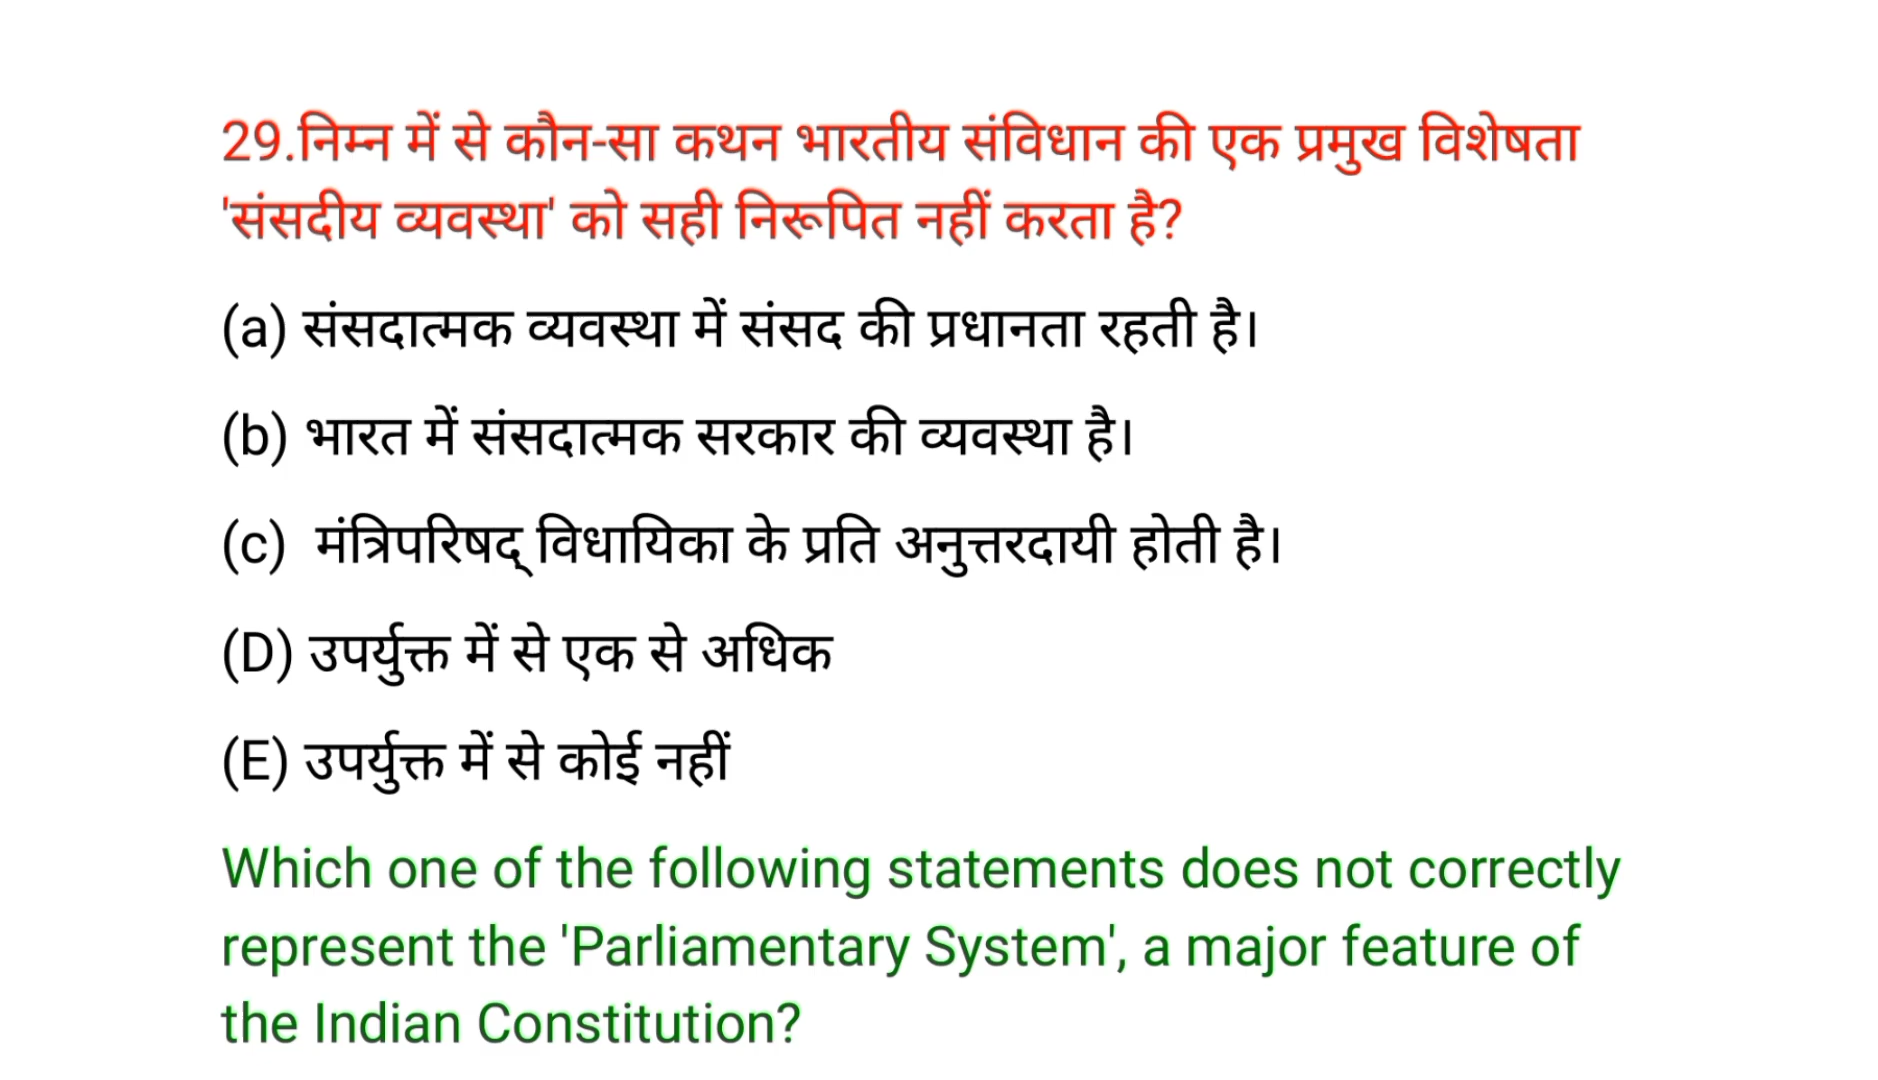 29.निम्न में से कौन-सा कथन भारतीय संविधान की एक प्रमुख विशेषता
'संसदीय व्यवस्था' को सही निरूपित नहीं करता है?
(a) संसदात्मक व्यवस्था में संसद की प्रधानता रहती है।
(b) भारत में संसदात्मक सरकार की व्यवस्था है।
(c) मंत्रिपरिषद् विधायिका के प्रति अनुत्तरदायी होती है।
(D) उपर्युक्त में से एक से अधिक
(E) उपर्युक्त में से कोई नहीं
Which one of the following statements does not correctly
represent the 'Parliamentary System', a major feature of
the Indian Constitution?